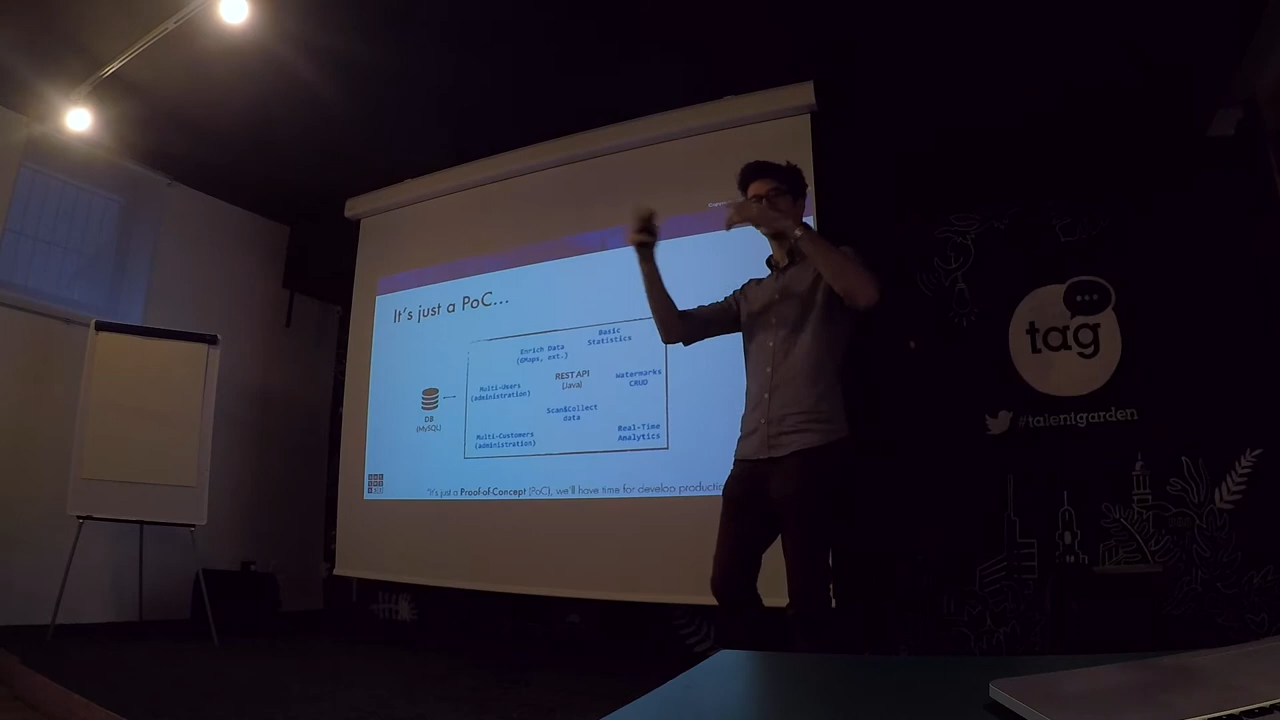 It's just a PoC...
Basic
Statistics
Enrich Data
(GMaps, ext.)
REST API
(Java)
Watermarks
CRUD
Multi-Users
(administration)
DB
(MySQL)
Scan&Collect
data
Multi-Customers
(administration)
Real-Time
Analytics
"It's just a Proof-of-Concept (PoC), we'll have time for develop
tag
#talentgarden